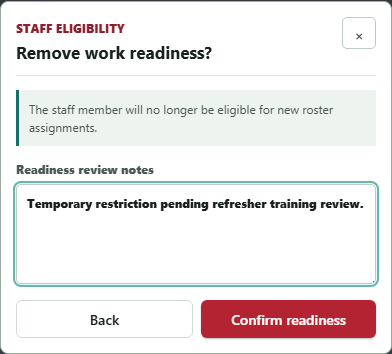 STAFF ELIGIBILITY
Remove work readiness?
×
The staff member will no longer be eligible for new roster
assignments.
Readiness review notes
Temporary restriction pending refresher training review.
Back
Confirm readiness